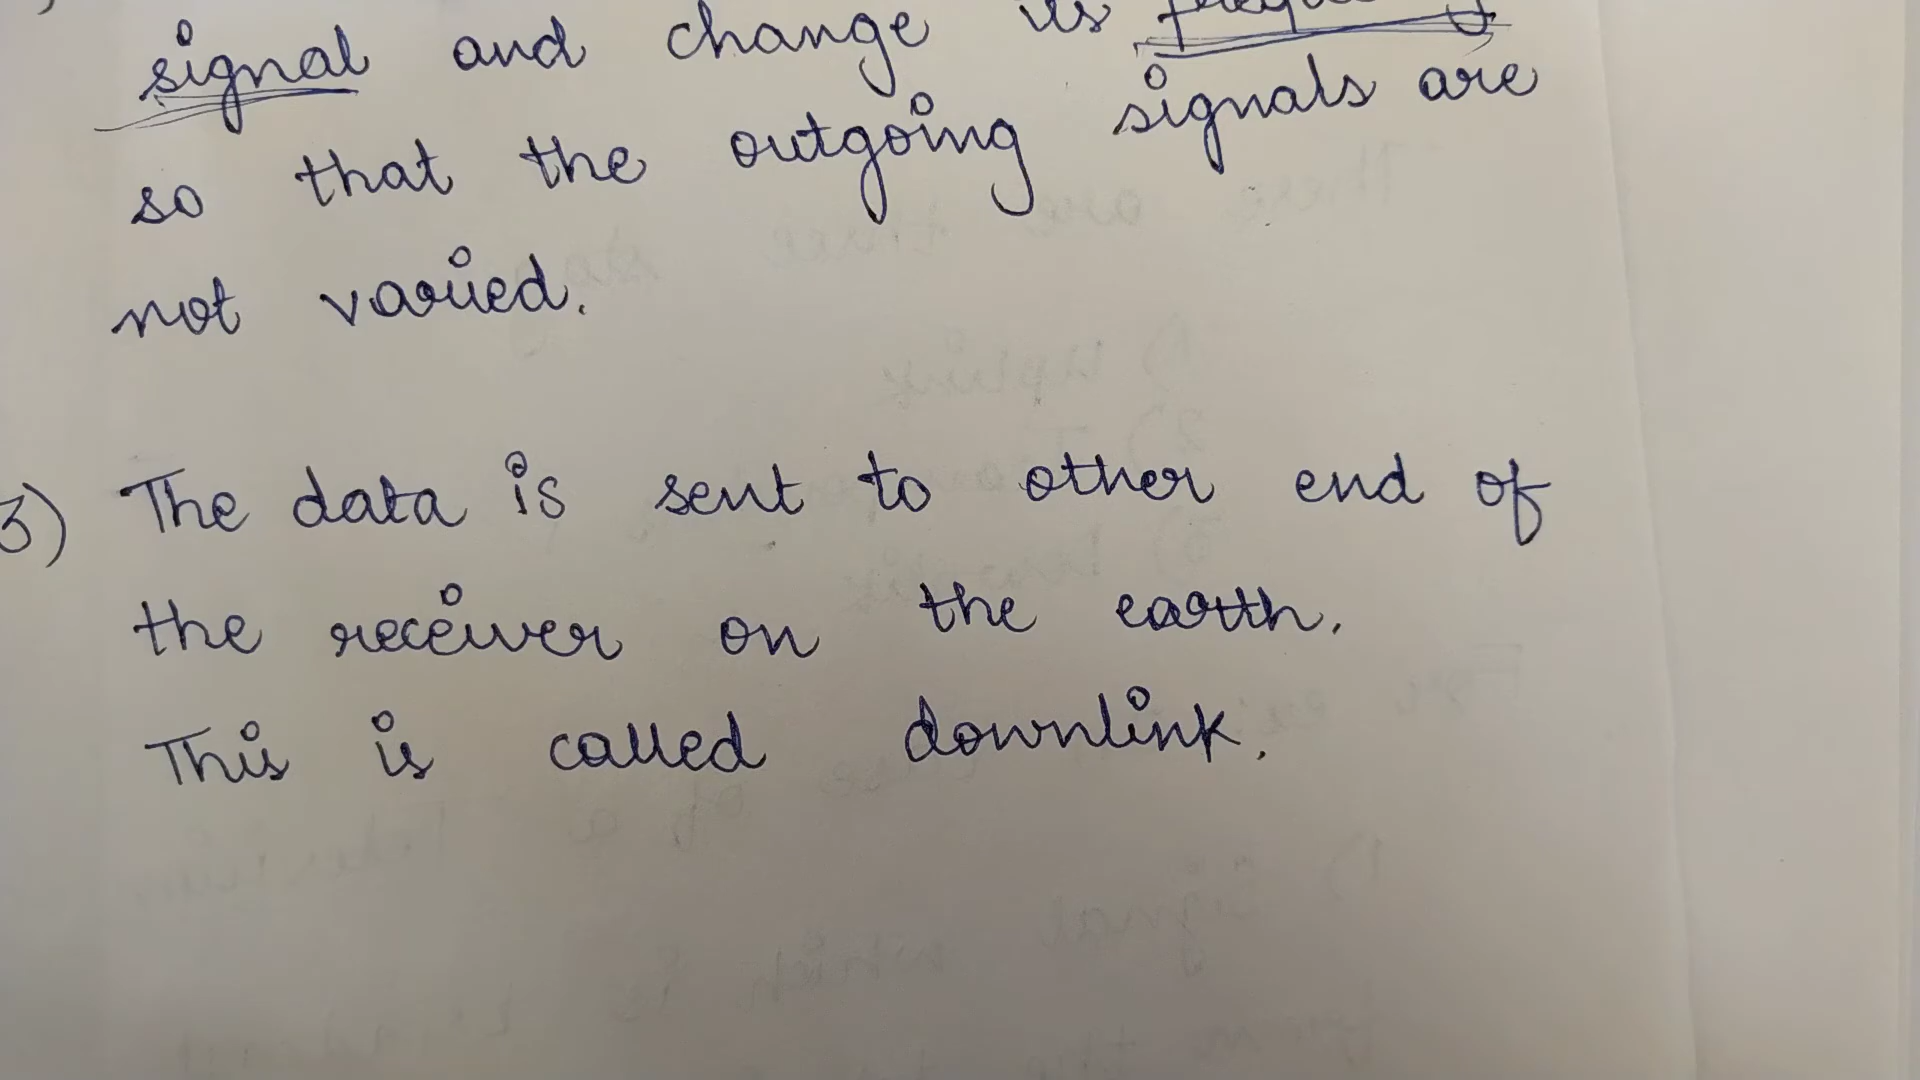 signal and change its frequency
so that the outgoing signals are
not varied.
3) The data is sent to other end of
the receiver on the earth.
This is called downlink.